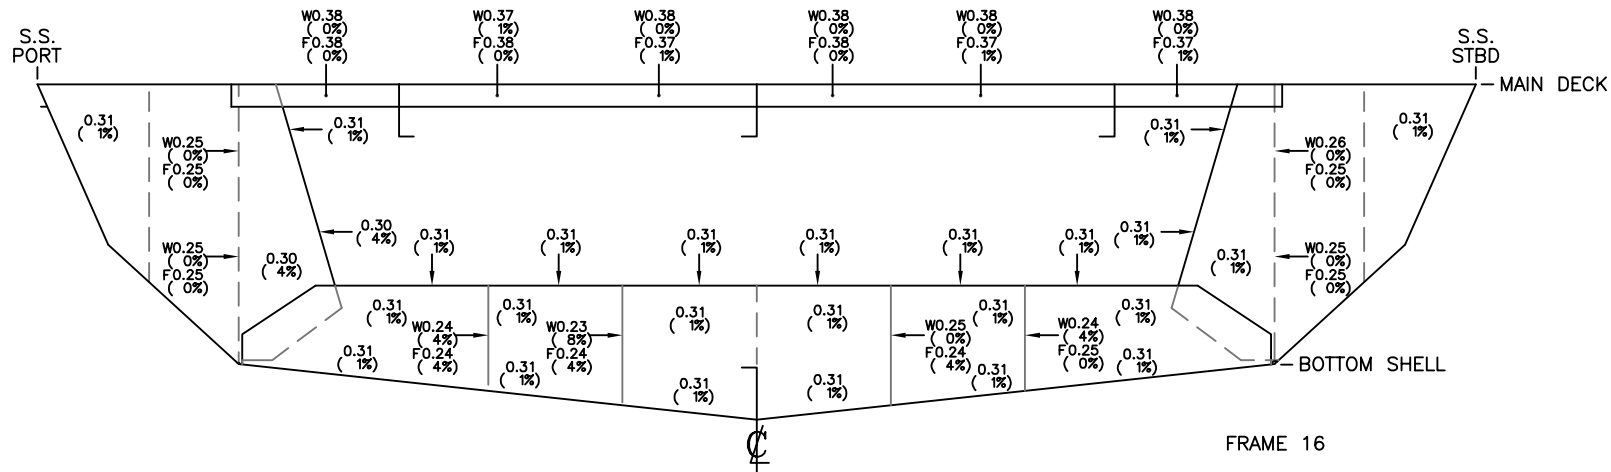 W0.38
( 0%)
F0.38
( 0%)
W0.37
( 1%)
F0.38
( 0%)
W0.38
( 0%)
F0.37
( 1%)
W0.38
( 0%)
F0.38
( 0%)
W0.38
( 0%)
F0.37
( 1%)
W0.38
( 0%)
F0.37
( 1%)
S.S.
PORT
S.S.
STBD
MAIN DECK
0.31
( 1%)
0.31
( 1%)
0.31
( 1%)
0.31
( 1%)
W0.25
( 0%)
F0.25
( 0%)
W0.26
( 0%)
F0.25
( 0%)
0.30
( 4%)
0.31
( 1%)
0.31
( 1%)
0.31
( 1%)
0.31
( 1%)
0.31
( 1%)
0.31
( 1%)
0.31
( 1%)
W0.25
( 0%)
F0.25
( 0%)
0.30
( 4%)
0.31
( 1%)
W0.25
( 0%)
F0.25
( 0%)
0.31
( 1%)
0.31
( 1%)
0.31
( 1%)
0.31
( 1%)
0.31
( 1%)
0.31
( 1%)
W0.24
( 4%)
F0.24
( 4%)
W0.23
( 8%)
F0.24
( 4%)
W0.25
( 0%)
F0.24
( 4%)
W0.24
( 4%)
F0.25
( 0%)
0.31
( 1%)
0.31
( 1%)
0.31
( 1%)
0.31
( 1%)
0.31
( 1%)
0.31
( 1%)
BOTTOM SHELL
℄
FRAME 16